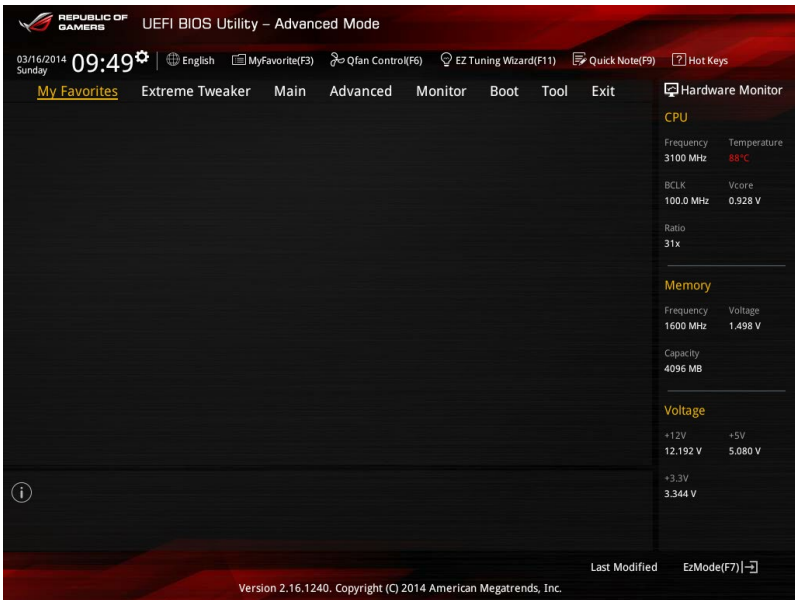 REPUBLIC OF
GAMERS
UEFI BIOS Utility – Advanced Mode
03/16/2014
Sunday
09:49
English
MyFavorite(F3)
Qfan Control(F6)
EZ Tuning Wizard(F11)
Quick Note(F9)
? Hot Keys
My Favorites
Extreme Tweaker
Main
Advanced
Monitor
Boot
Tool
Exit
Hardware Monitor
CPU
Frequency Temperature
3100 MHz 88°C
BCLK Vcore
100.0 MHz 0.928 V
Ratio
31x
Memory
Frequency Voltage
1600 MHz 1.498 V
Capacity
4096 MB
Voltage
+12V +5V
12.192 V 5.080 V
+3.3V
3.344 V
i
Last Modified
EzMode(F7)
Version 2.16.1240. Copyright (C) 2014 American Megatrends, Inc.